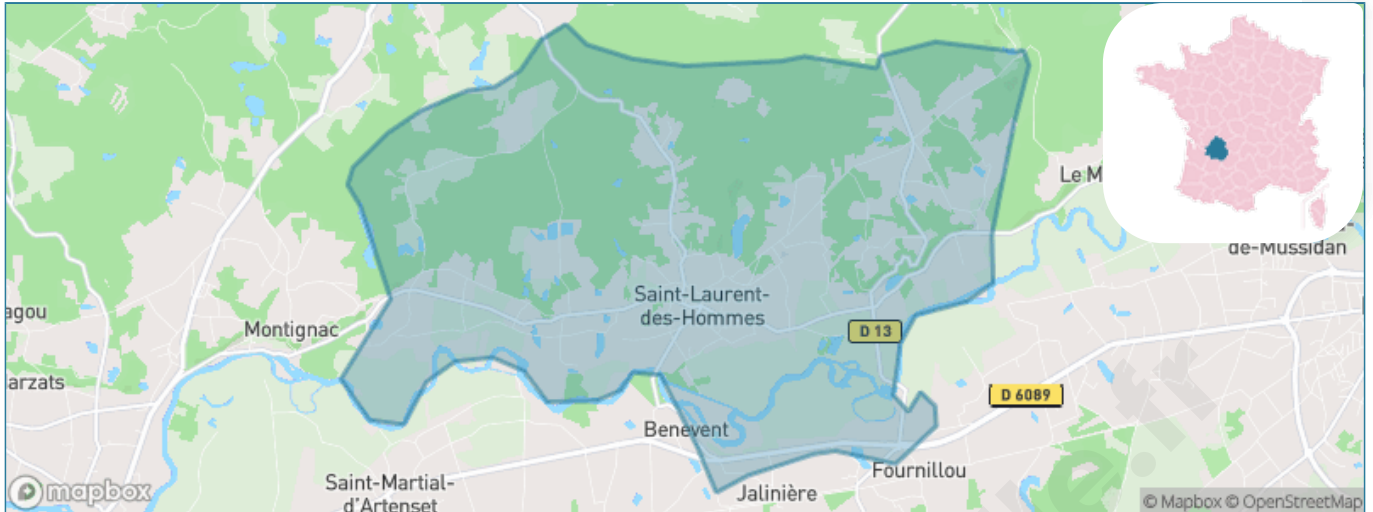 Le M
de-Mussidan
Saint-Laurent-
des-Hommes
agou
Montignac
D 13
arzats
D 6089
Benevent
Fournillou
Saint-Martial-
d'Artenset
Jalinière
mapbox
© Mapbox © OpenStreetMap